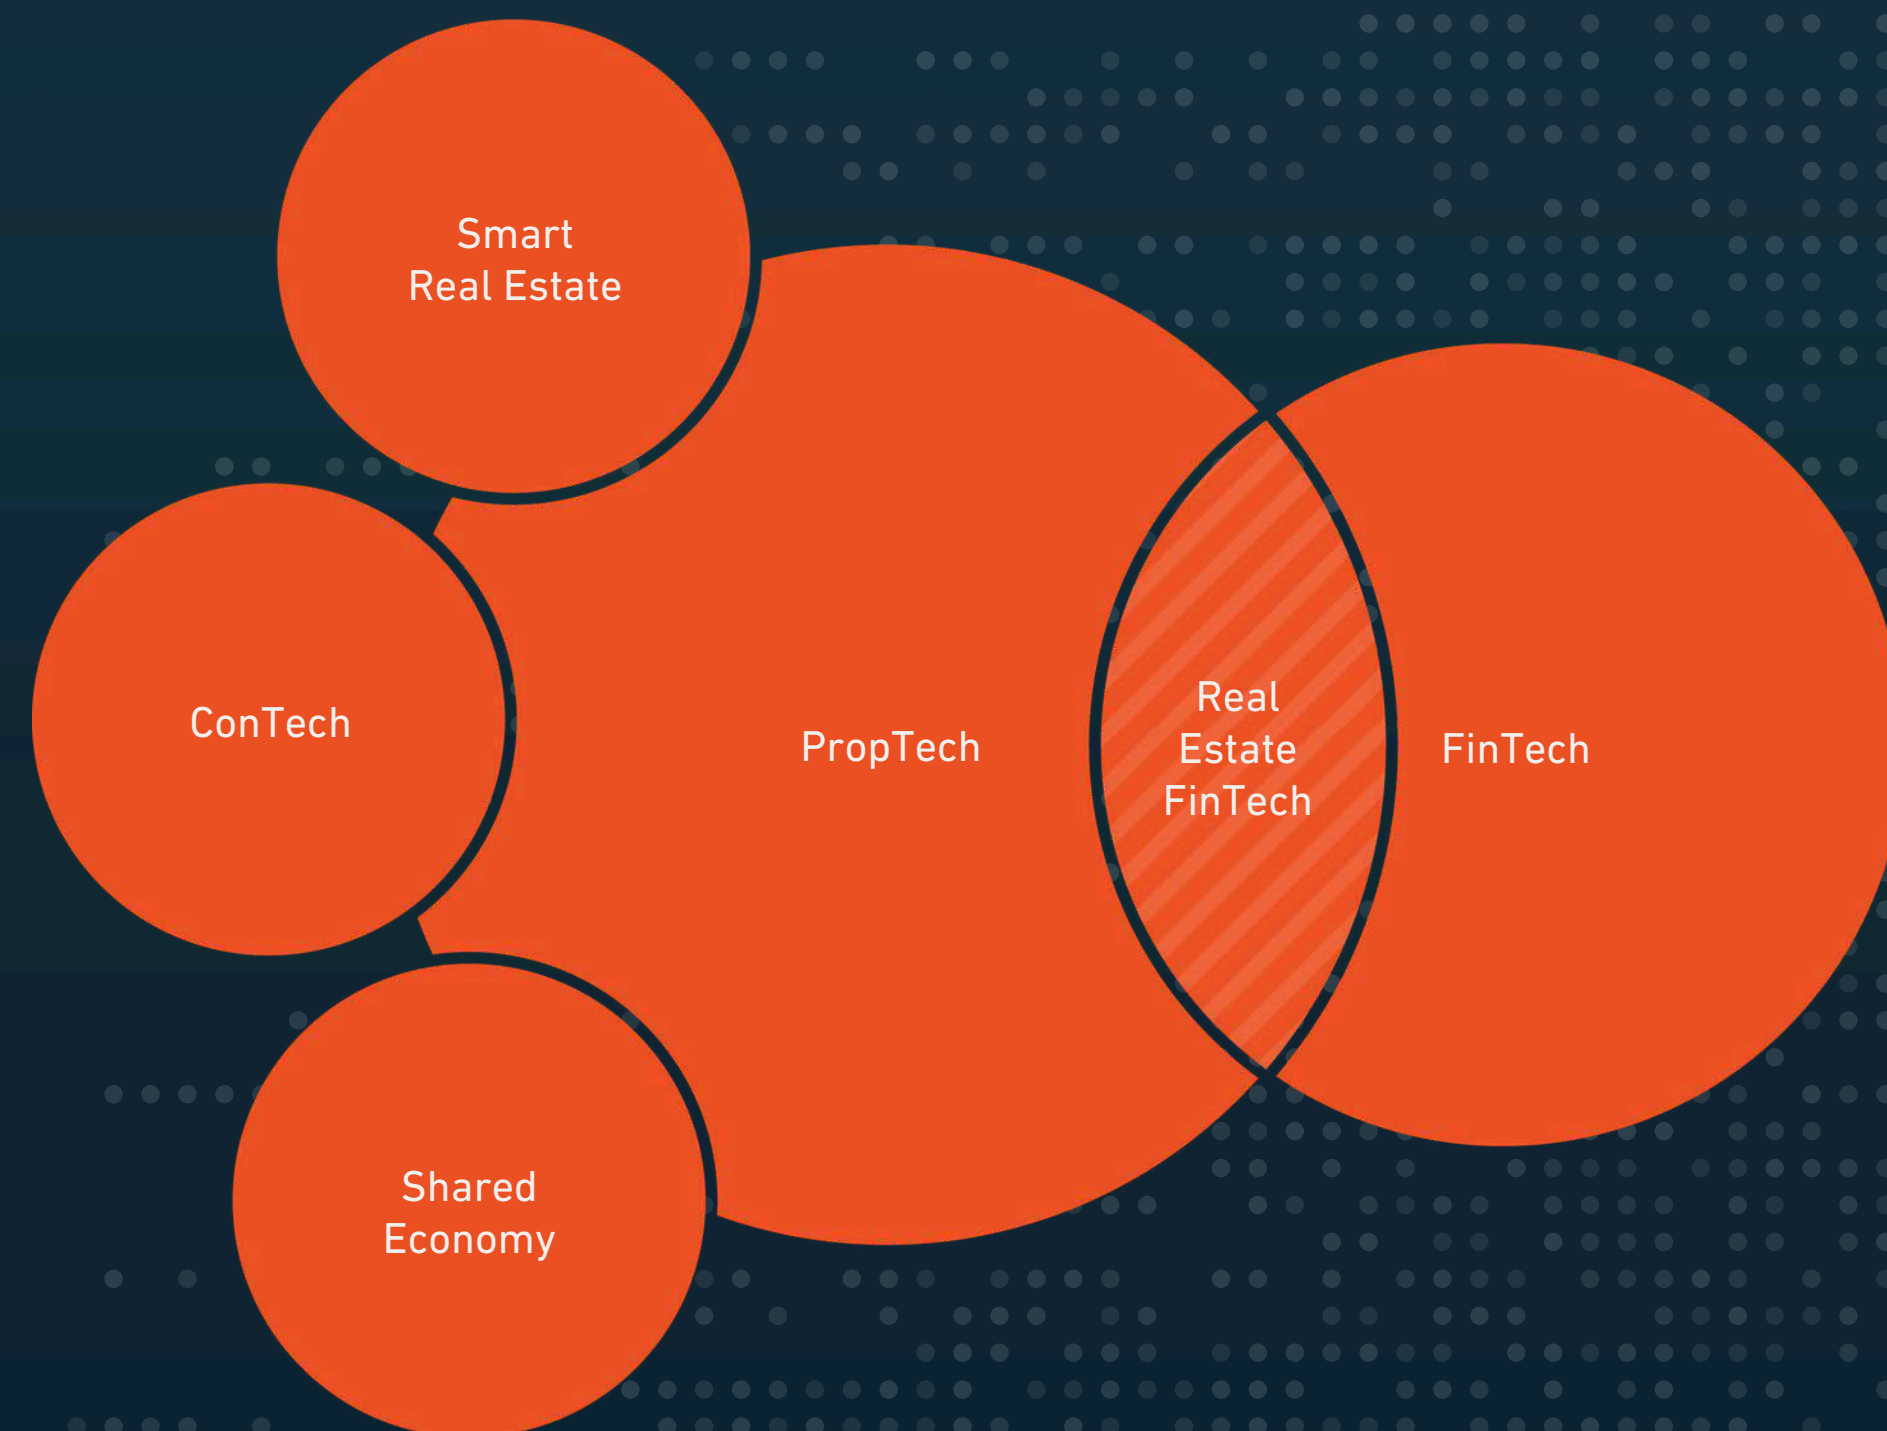 Smart
Real Estate
ConTech
PropTech
Real
Estate
FinTech
FinTech
Shared
Economy